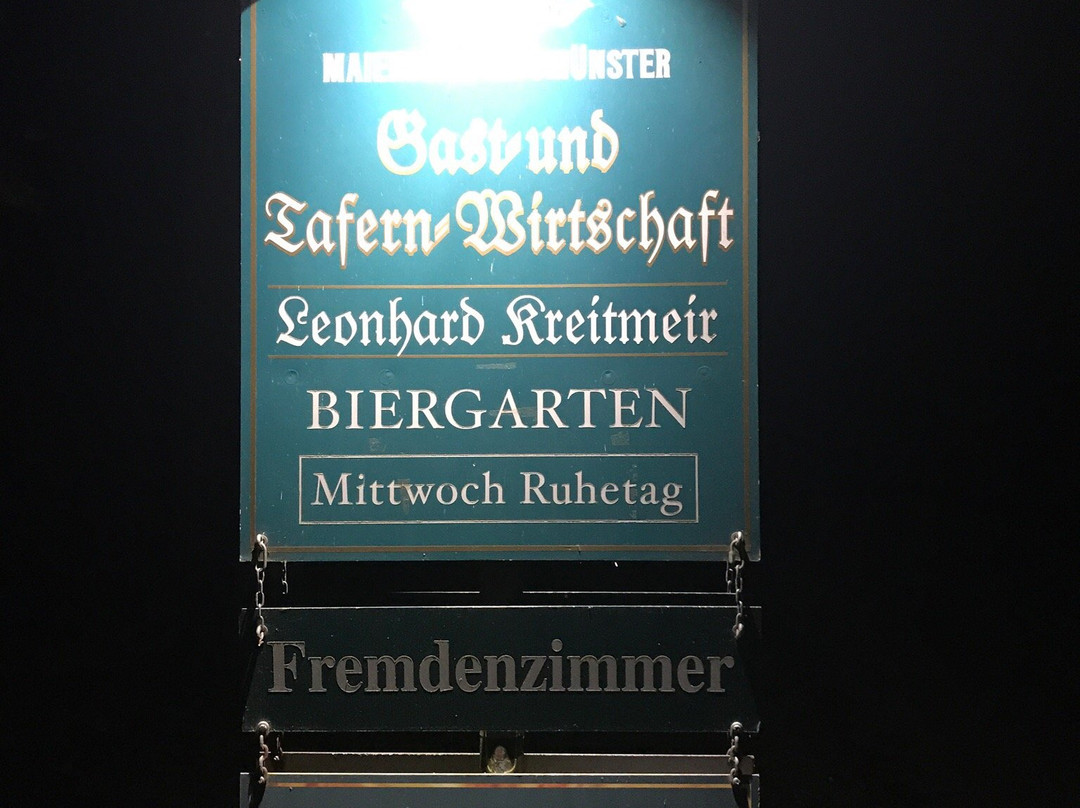 Gast- und
Tafern-Wirtschaft
Leonhard Kreitmeir
BIERGARTEN
Mittwoch Ruhetag
Fremdenzimmer